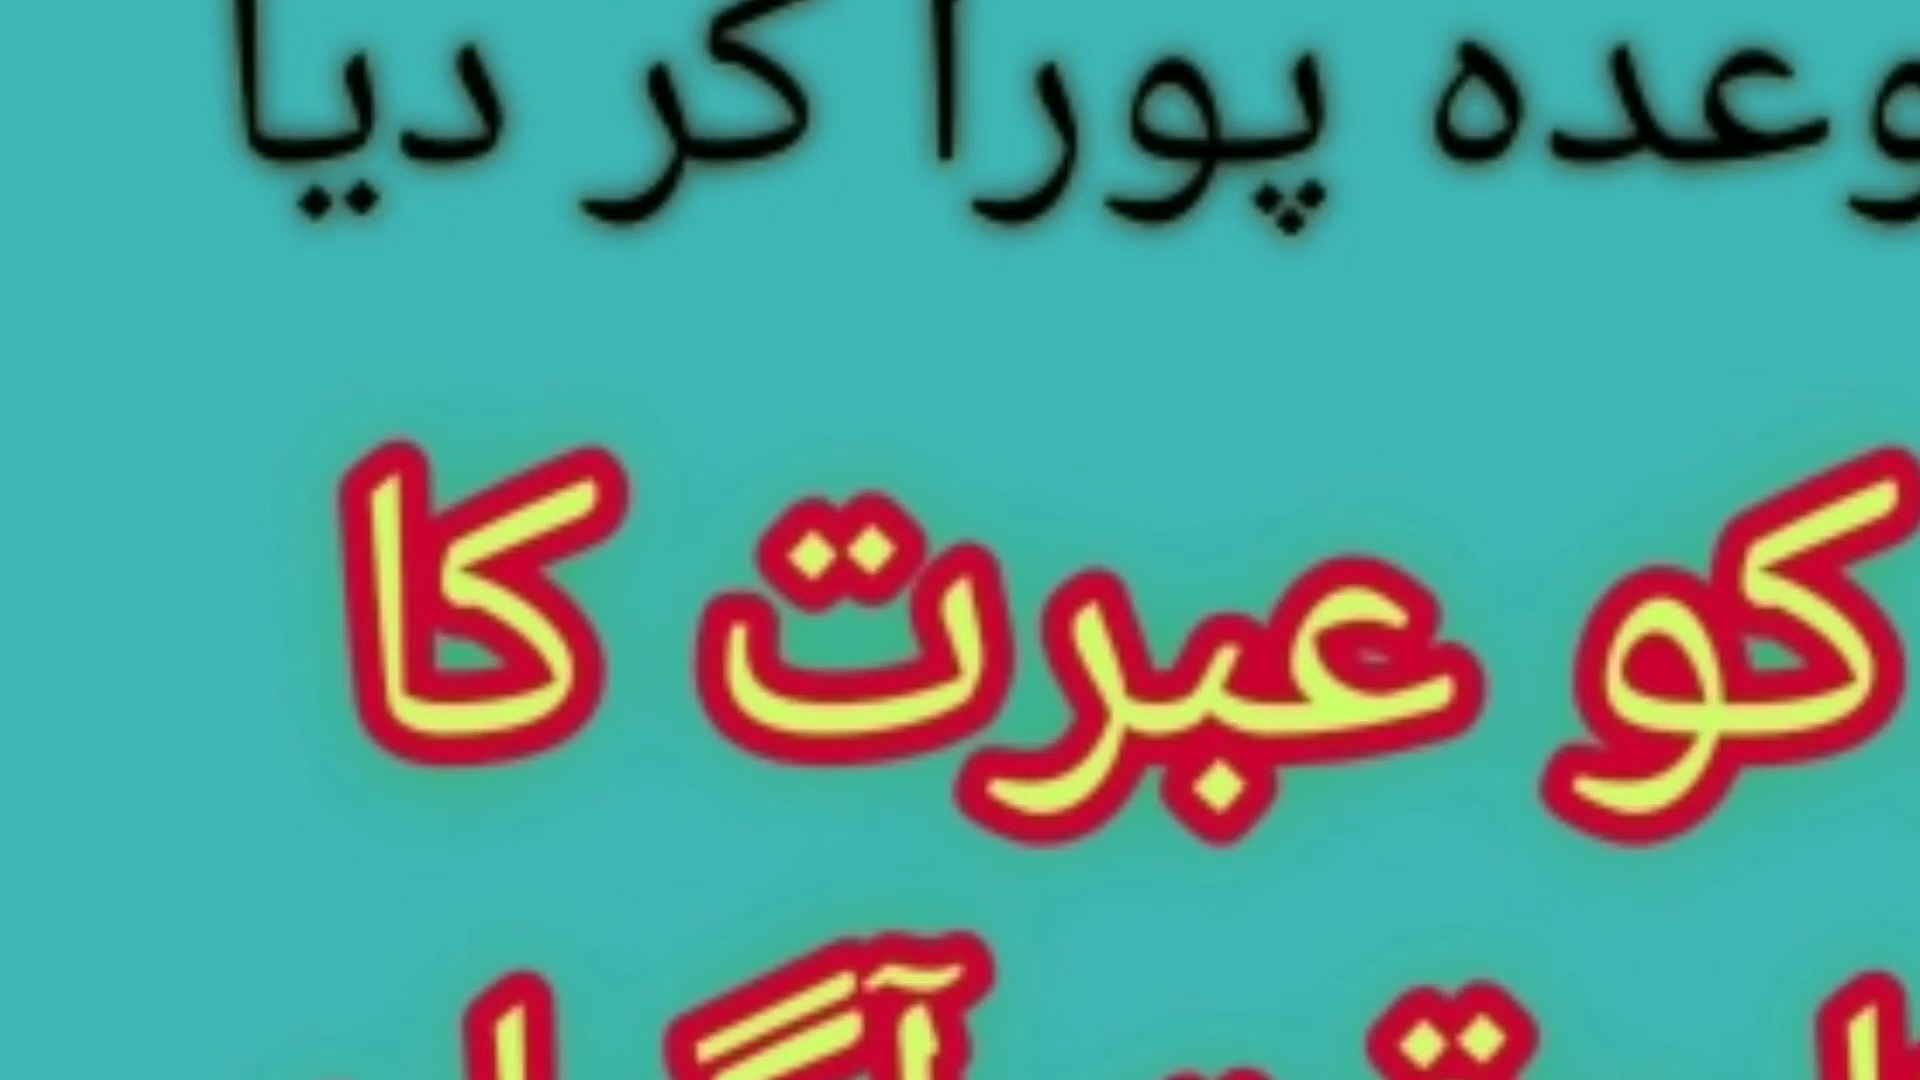 وعدہ پورا کر دیا
کو عبرت کا